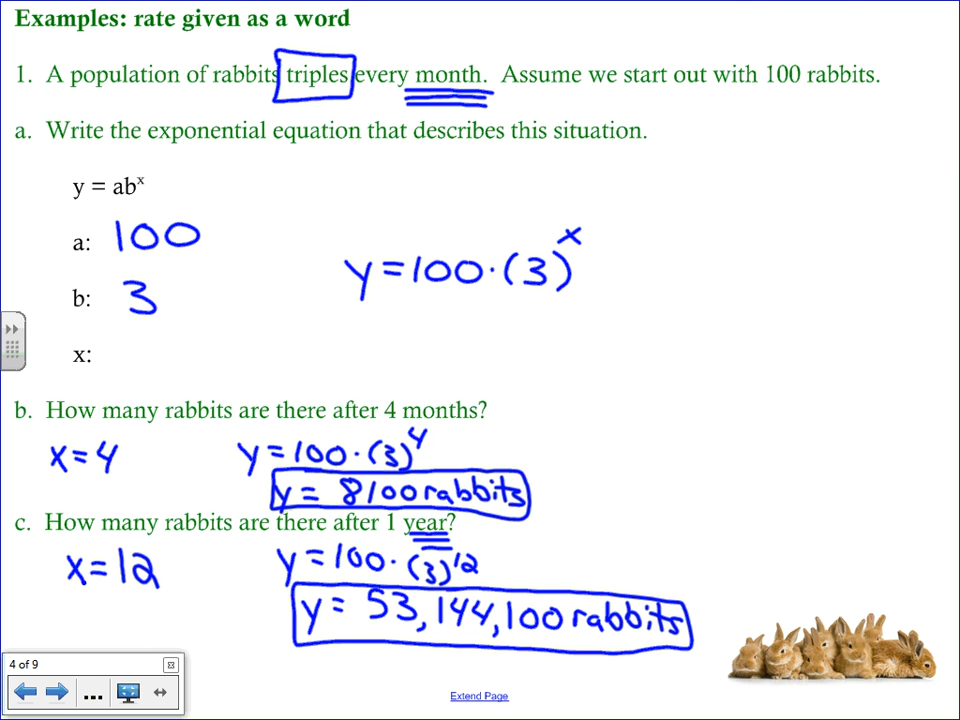 Examples: rate given as a word
1. A population of rabbits triples every month. Assume we start out with 100 rabbits.
a. Write the exponential equation that describes this situation.
y = abˣ
a: 100
y=100·(3)ˣ
b: 3
x:
b. How many rabbits are there after 4 months?
x=4 y=100·(3)⁴
y= 8100 rabbits
c. How many rabbits are there after 1 year?
x=12 y=100·(3)¹²
y= 53,144,100 rabbits
4 of 9
...
Extend Page